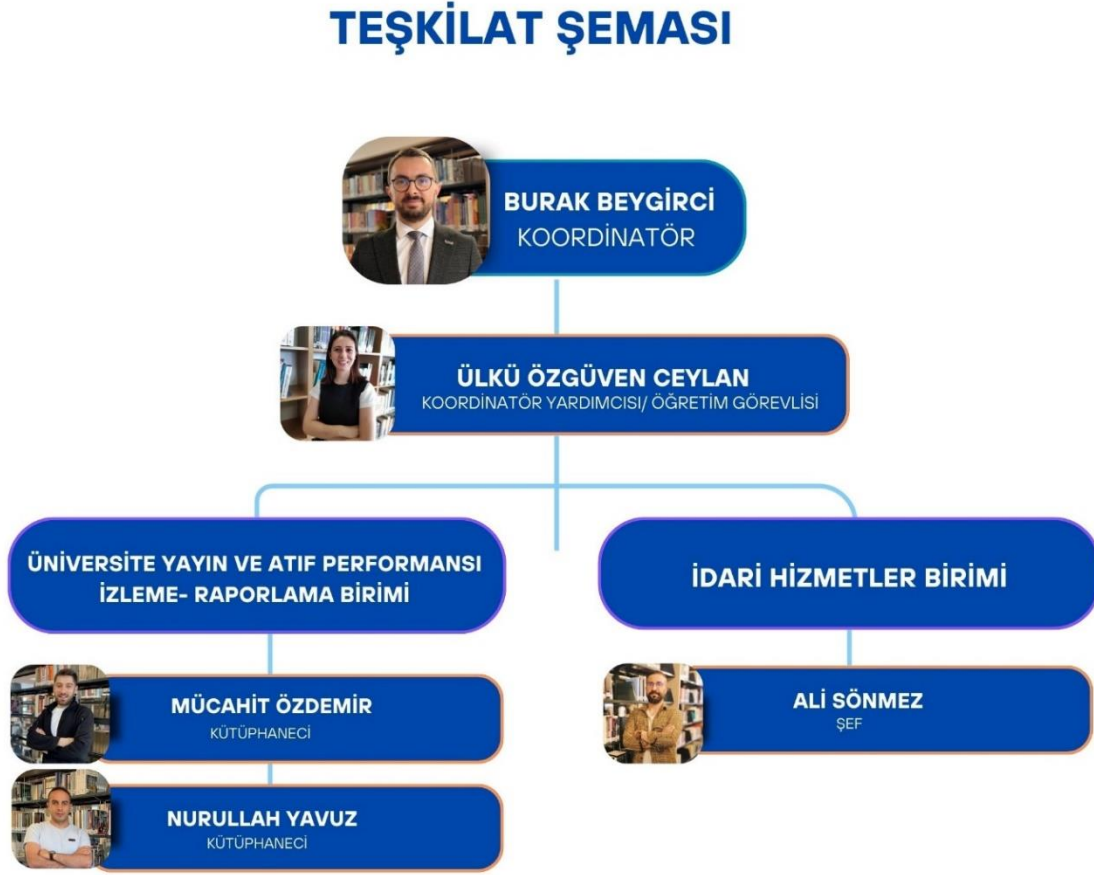 TEŞKİLAT ŞEMASI
BURAK BEYGİRCİ
KOORDİNATÖR
ÜLKÜ ÖZGÜVEN CEYLAN
KOORDİNATÖR YARDIMCISI/ ÖĞRETİM GÖREVLİSİ
ÜNİVERSİTE YAYIN VE ATIF PERFORMANSI
İZLEME- RAPORLAMA BİRİMİ
MÜCAHİT ÖZDEMİR
KÜTÜPHANECİ
NURULLAH YAVUZ
KÜTÜPHANECİ
İDARİ HİZMETLER BİRİMİ
ALİ SÖNMEZ
ŞEF